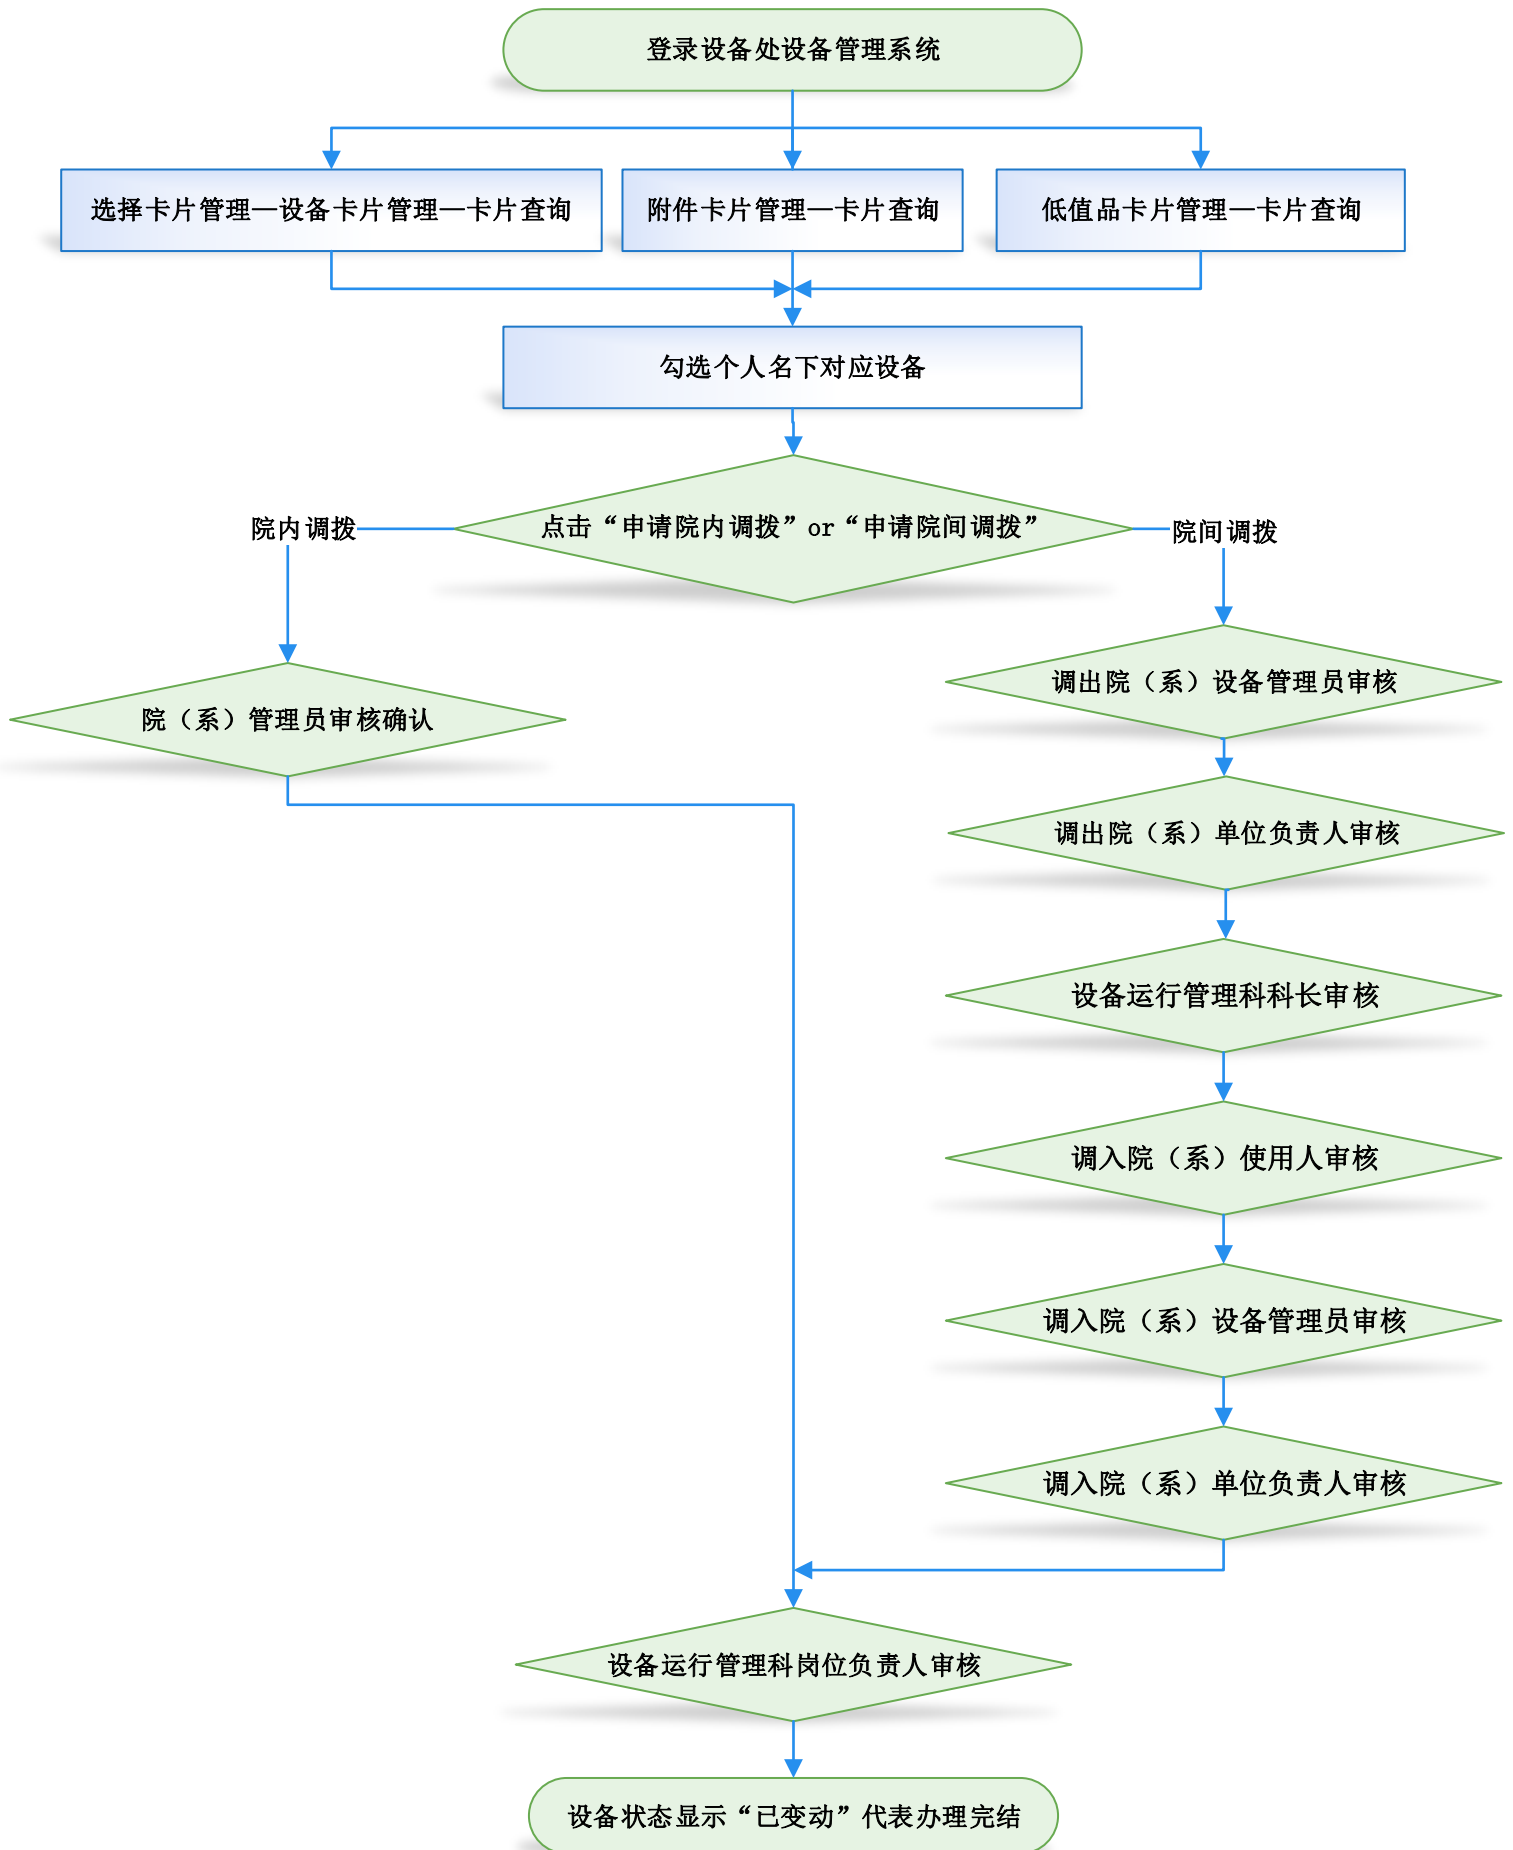 登录设备处设备管理系统
选择卡片管理—设备卡片管理—卡片查询
附件卡片管理—卡片查询
低值品卡片管理—卡片查询
勾选个人名下对应设备
点击“申请院内调拨”or“申请院间调拨”
院内调拨
院间调拨
调出院（系）设备管理员审核
院（系）管理员审核确认
调出院（系）单位负责人审核
设备运行管理科科长审核
调入院（系）使用人审核
调入院（系）设备管理员审核
调入院（系）单位负责人审核
设备运行管理科岗位负责人审核
设备状态显示“已变动”代表办理完结